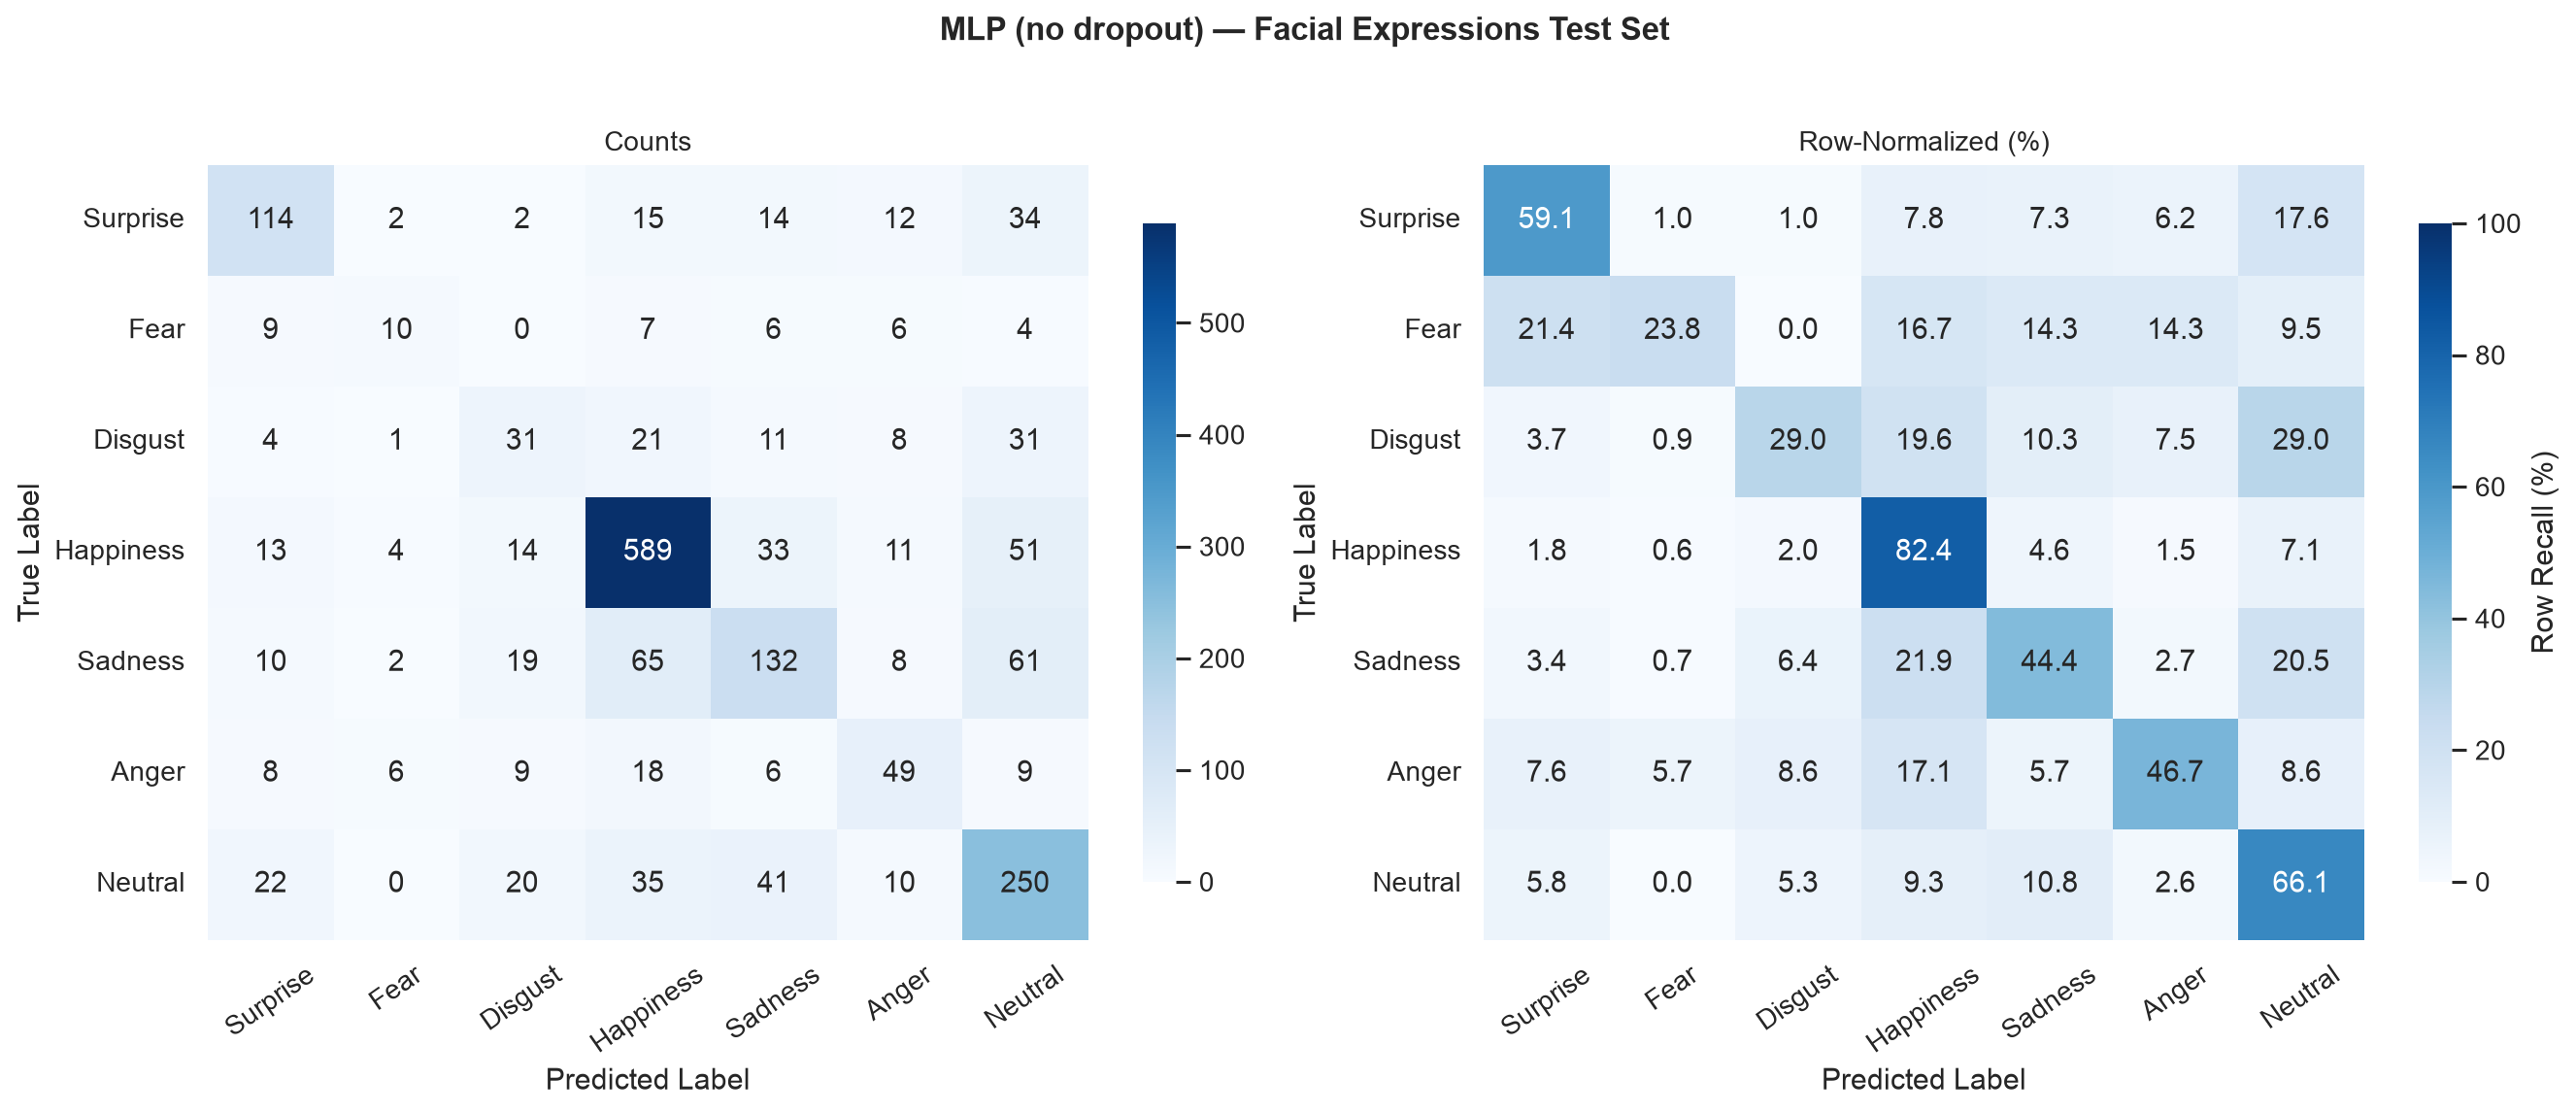 MLP (no dropout) — Facial Expressions Test Set
Counts
True Label
Surprise 114 2 2 15 14 12 34
Fear 9 10 0 7 6 6 4
Disgust 4 1 31 21 11 8 31
Happiness 13 4 14 589 33 11 51
Sadness 10 2 19 65 132 8 61
Anger 8 6 9 18 6 49 9
Neutral 22 0 20 35 41 10 250
Surprise Fear Disgust Happiness Sadness Anger Neutral
Predicted Label
500
400
300
200
100
0
Row-Normalized (%)
True Label
Surprise 59.1 1.0 1.0 7.8 7.3 6.2 17.6
Fear 21.4 23.8 0.0 16.7 14.3 14.3 9.5
Disgust 3.7 0.9 29.0 19.6 10.3 7.5 29.0
Happiness 1.8 0.6 2.0 82.4 4.6 1.5 7.1
Sadness 3.4 0.7 6.4 21.9 44.4 2.7 20.5
Anger 7.6 5.7 8.6 17.1 5.7 46.7 8.6
Neutral 5.8 0.0 5.3 9.3 10.8 2.6 66.1
Surprise Fear Disgust Happiness Sadness Anger Neutral
Predicted Label
100
80
60
40
20
0
Row Recall (%)